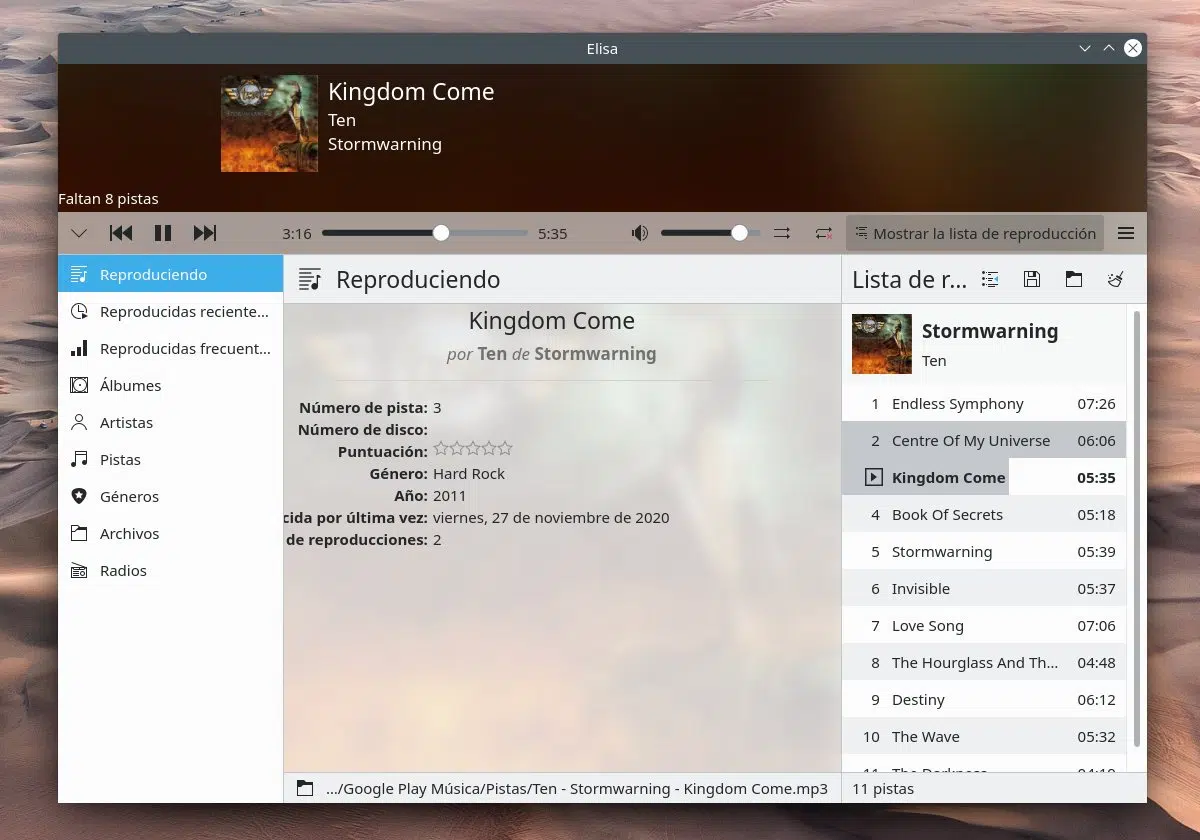 Elisa
Kingdom Come
Ten
Stormwarning
Faltan 8 pistas
3:16
5:35
Mostrar la lista de reproducción
Reproduciendo
Reproducidas reciente...
Reproducidas frecuent...
Álbumes
Artistas
Pistas
Géneros
Archivos
Radios
Reproduciendo
Kingdom Come
por Ten de Stormwarning
Número de pista: 3
Número de disco:
Puntuación:
Género: Hard Rock
Año: 2011
cida por última vez: viernes, 27 de noviembre de 2020
de reproducciones: 2
.../Google Play Música/Pistas/Ten - Stormwarning - Kingdom Come.mp3
Lista de r...
Stormwarning
Ten
1 Endless Symphony 07:26
2 Centre Of My Universe 06:06
Kingdom Come 05:35
4 Book Of Secrets 05:18
5 Stormwarning 05:39
6 Invisible 05:37
7 Love Song 07:06
8 The Hourglass And Th... 04:48
9 Destiny 06:12
10 The Wave 05:32
11 The Darkness
11 pistas